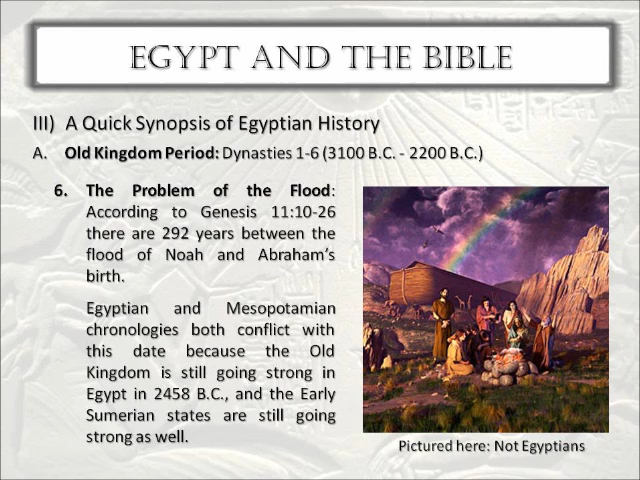 EGYPT AND THE BIBLE
III) A Quick Synopsis of Egyptian History
A. Old Kingdom Period: Dynasties 1-6 (3100 B.C. - 2200 B.C.)
6. The Problem of the Flood:
According to Genesis 11:10-26
there are 292 years between the
flood of Noah and Abraham's
birth.
Egyptian and Mesopotamian
chronologies both conflict with
this date because the Old
Kingdom is still going strong in
Egypt in 2458 B.C., and the Early
Sumerian states are still going
strong as well.
Pictured here: Not Egyptians